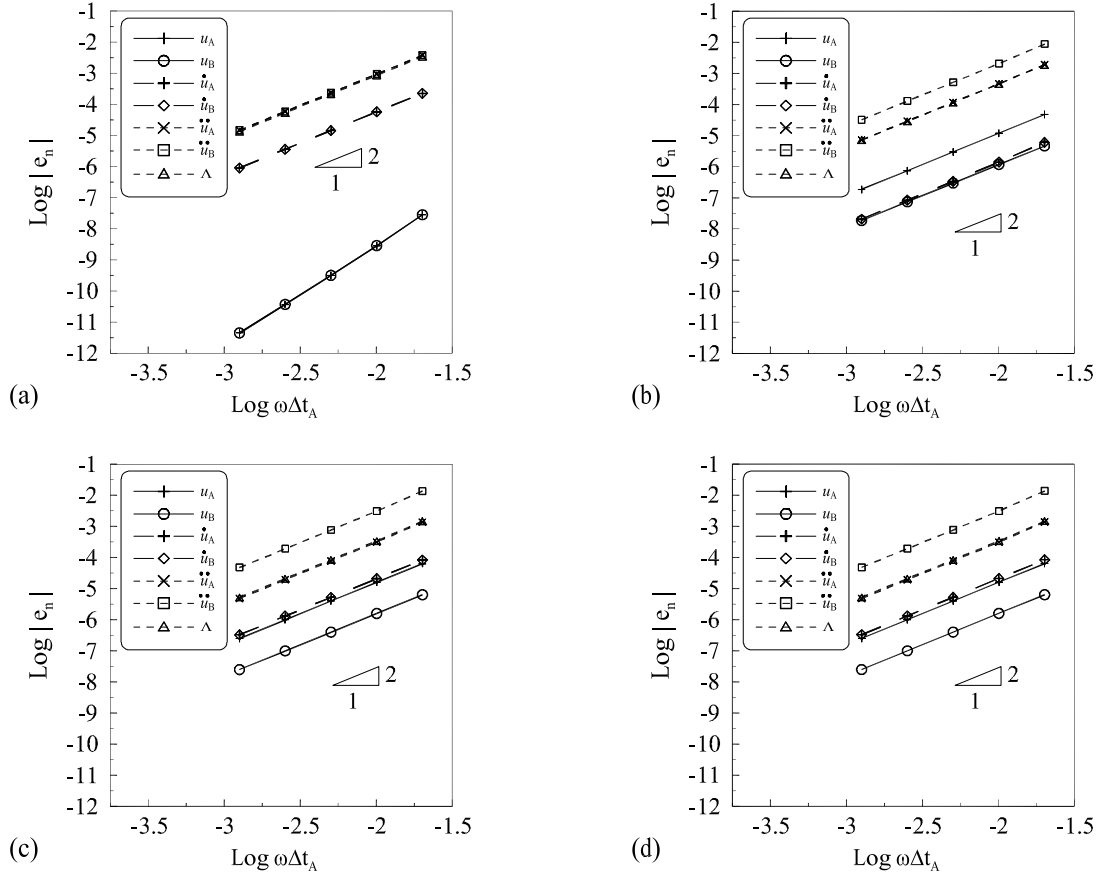 -1
-2
-3
-4
-5
-6
-7
-8
-9
-10
-11
-12
Log | eₙ |
u_A
u_B
u̇_A
u̇_B
ü_A
ü_B
Λ
2
1
-3.5 -3 -2.5 -2 -1.5
Log ωΔt_A
(a)
-1
-2
-3
-4
-5
-6
-7
-8
-9
-10
-11
-12
Log | eₙ |
u_A
u_B
u̇_A
u̇_B
ü_A
ü_B
Λ
2
1
-3.5 -3 -2.5 -2 -1.5
Log ωΔt_A
(b)
-1
-2
-3
-4
-5
-6
-7
-8
-9
-10
-11
-12
Log | eₙ |
u_A
u_B
u̇_A
u̇_B
ü_A
ü_B
Λ
2
1
-3.5 -3 -2.5 -2 -1.5
Log ωΔt_A
(c)
-1
-2
-3
-4
-5
-6
-7
-8
-9
-10
-11
-12
Log | eₙ |
u_A
u_B
u̇_A
u̇_B
ü_A
ü_B
Λ
2
1
-3.5 -3 -2.5 -2 -1.5
Log ωΔt_A
(d)